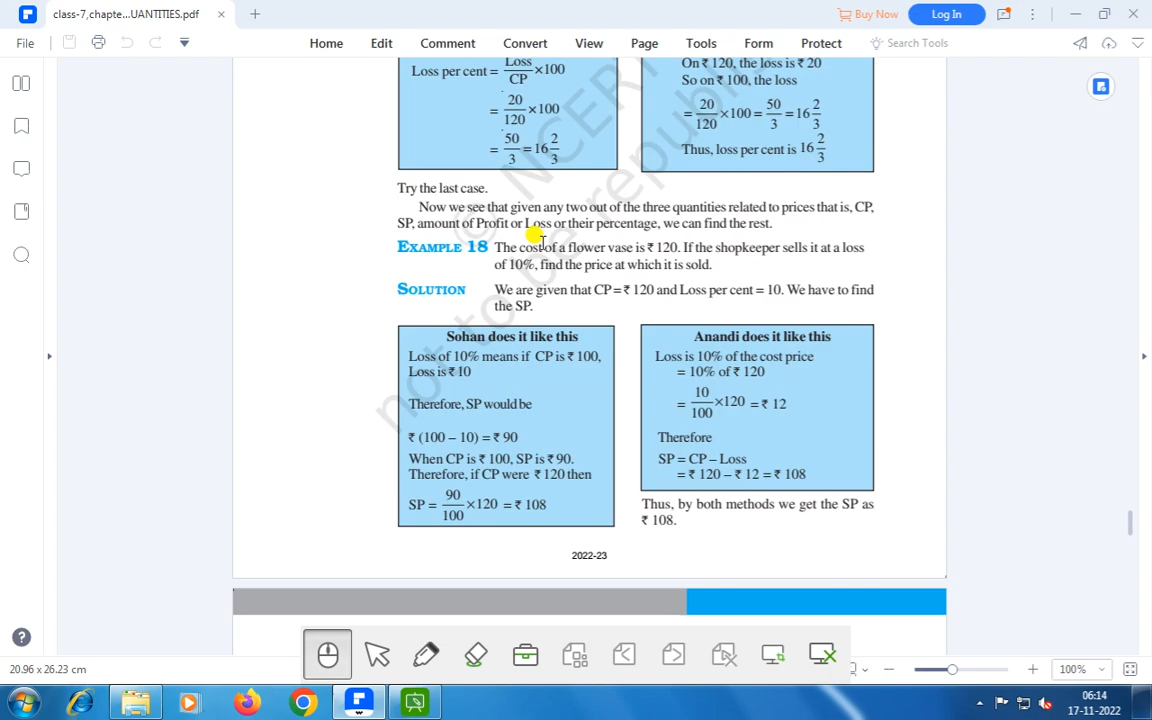 class-7,chapte...UANTITIES.pdf
Buy Now
Log In
File
Home
Edit
Comment
Convert
View
Page
Tools
Form
Protect
Search Tools
Loss per cent = Loss/CP ×100
= 20/120 ×100
= 50/3 = 16 2/3
On ₹ 120, the loss is ₹ 20
So on ₹ 100, the loss
= 20/120 ×100 = 50/3 = 16 2/3
Thus, loss per cent is 16 2/3
Try the last case.
Now we see that given any two out of the three quantities related to prices that is, CP,
SP, amount of Profit or Loss or their percentage, we can find the rest.
EXAMPLE 18 The cost of a flower vase is ₹ 120. If the shopkeeper sells it at a loss
of 10%, find the price at which it is sold.
SOLUTION We are given that CP = ₹ 120 and Loss per cent = 10. We have to find
the SP.
Sohan does it like this
Loss of 10% means if CP is ₹ 100,
Loss is ₹ 10
Therefore, SP would be
₹ (100 – 10) = ₹ 90
When CP is ₹ 100, SP is ₹ 90.
Therefore, if CP were ₹ 120 then
SP = 90/100 ×120 = ₹ 108
Anandi does it like this
Loss is 10% of the cost price
= 10% of ₹ 120
= 10/100 ×120 = ₹ 12
Therefore
SP = CP – Loss
= ₹ 120 – ₹ 12 = ₹ 108
Thus, by both methods we get the SP as
₹ 108.
© NCERT
not to be republis
2022-23
20.96 x 26.23 cm
100%
06:14
17-11-2022